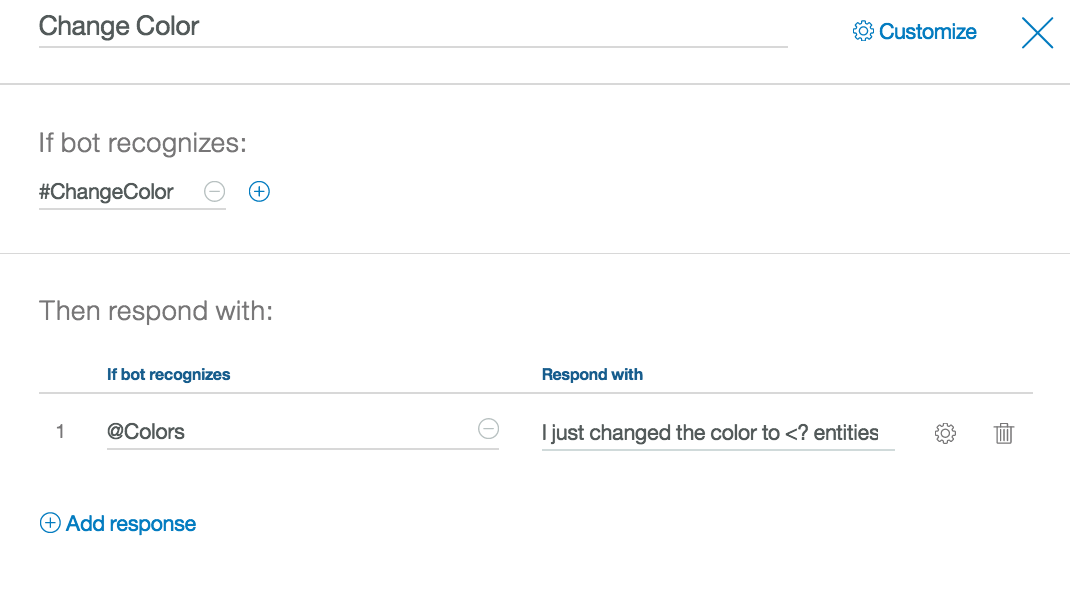 Change Color
Customize
If bot recognizes:
#ChangeColor
Then respond with:
If bot recognizes Respond with
1 @Colors I just changed the color to <? entities
Add response